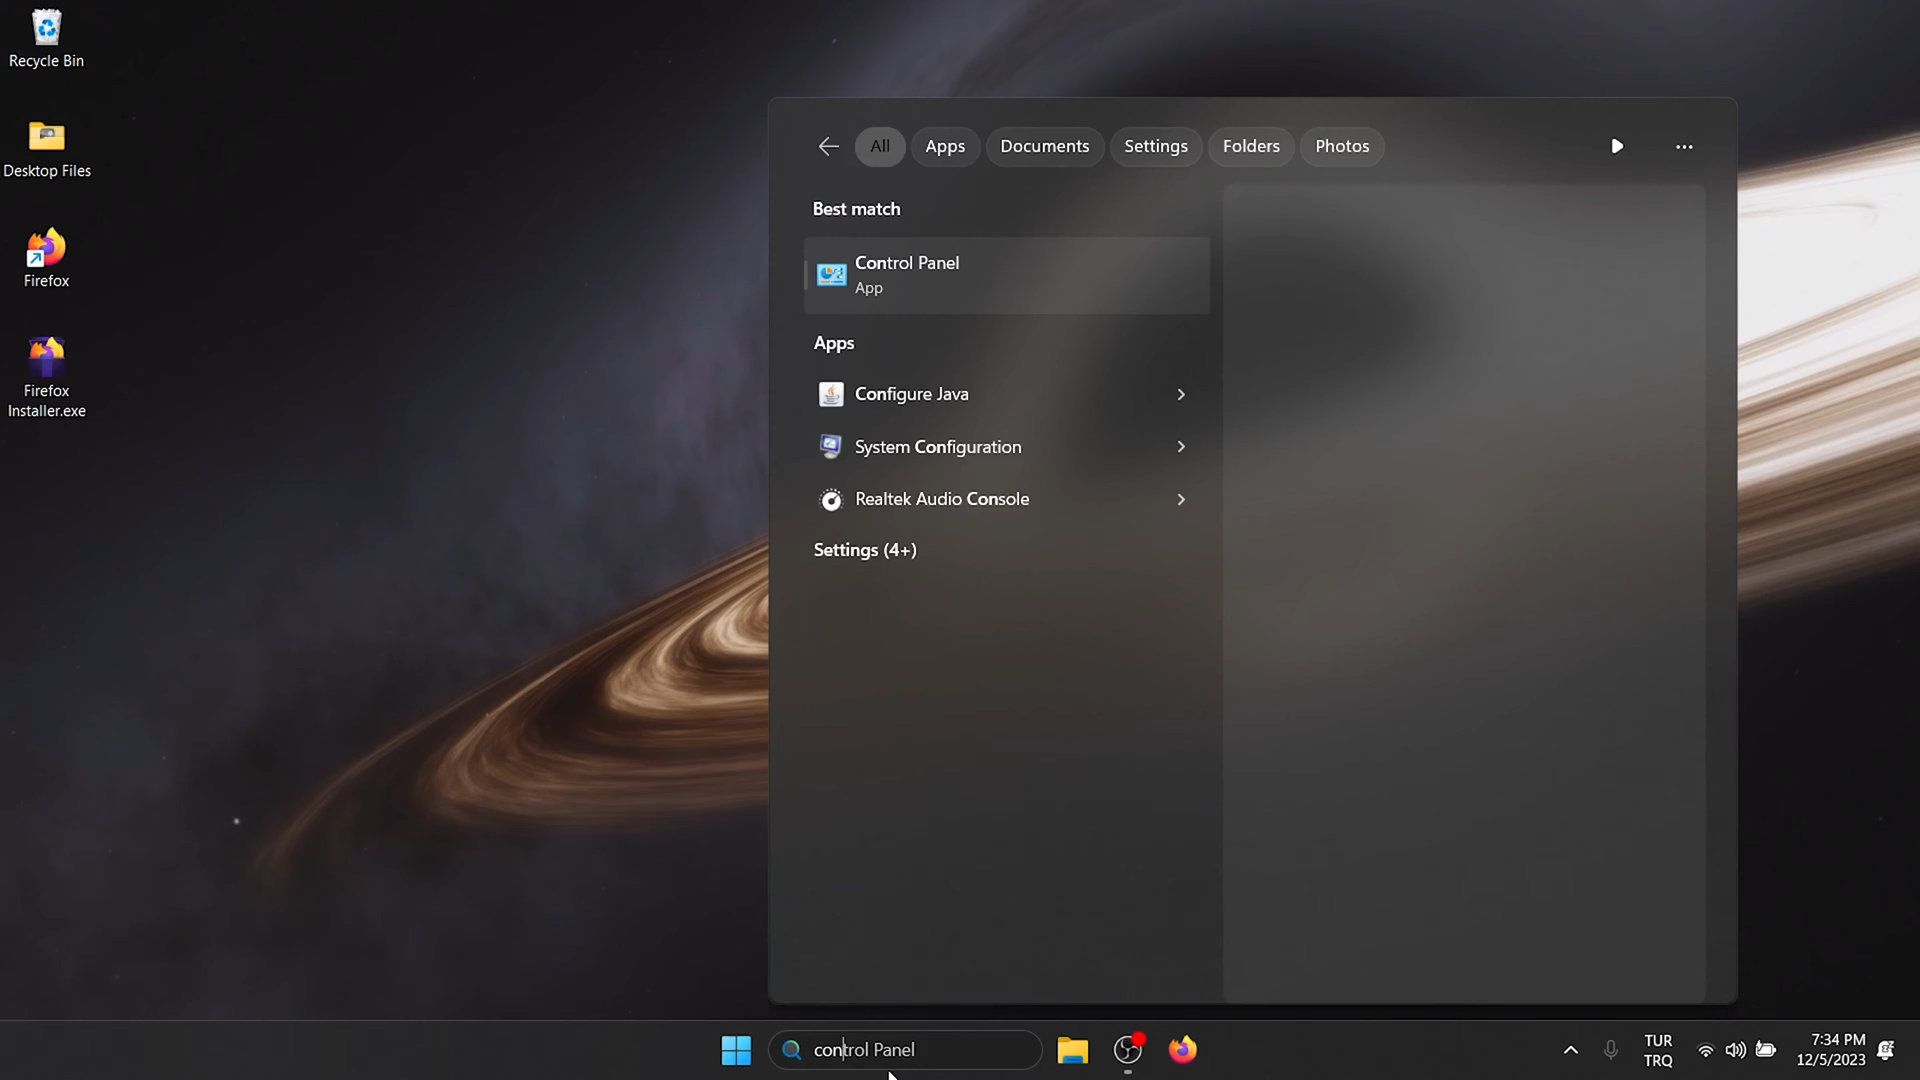 Recycle Bin
Desktop Files
Firefox
Firefox
Installer.exe
All
Apps
Documents
Settings
Folders
Photos
Best match
Control Panel
App
Apps
Configure Java
System Configuration
Realtek Audio Console
Settings (4+)
control Panel
TUR
TRQ
7:34 PM
12/5/2023